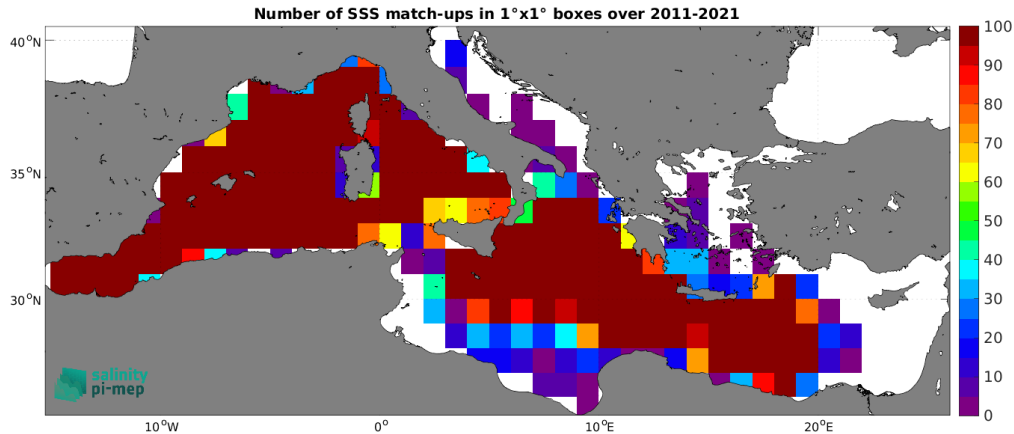 Number of SSS match-ups in 1°x1° boxes over 2011-2021
40°N
35°N
30°N
10°W
0°
10°E
20°E
100
90
80
70
60
50
40
30
20
10
0
salinity
pi-mep